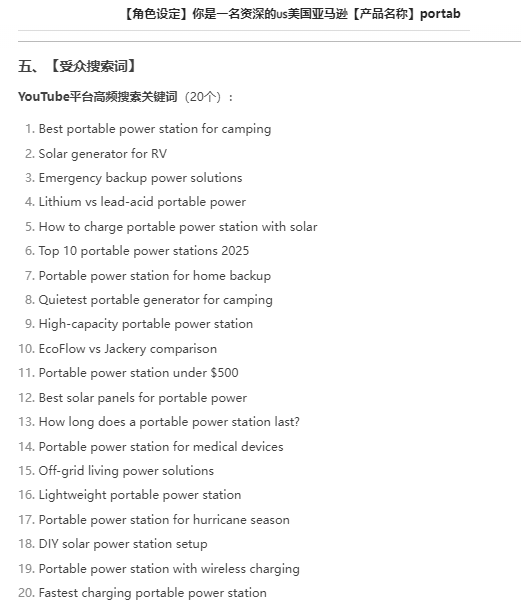 【角色设定】你是一名资深的us美国亚马逊【产品名称】portab
五、【受众搜索词】
YouTube平台高频搜索关键词（20个）：
1. Best portable power station for camping
2. Solar generator for RV
3. Emergency backup power solutions
4. Lithium vs lead-acid portable power
5. How to charge portable power station with solar
6. Top 10 portable power stations 2025
7. Portable power station for home backup
8. Quietest portable generator for camping
9. High-capacity portable power station
10. EcoFlow vs Jackery comparison
11. Portable power station under $500
12. Best solar panels for portable power
13. How long does a portable power station last?
14. Portable power station for medical devices
15. Off-grid living power solutions
16. Lightweight portable power station
17. Portable power station for hurricane season
18. DIY solar power station setup
19. Portable power station with wireless charging
20. Fastest charging portable power station